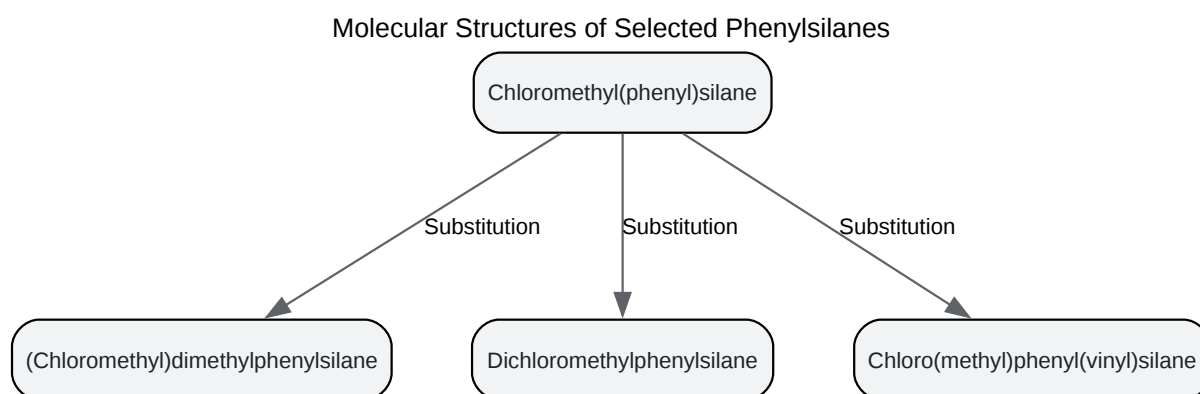 Molecular Structures of Selected Phenylsilanes
Chloromethyl(phenyl)silane
Substitution
Substitution
Substitution
(Chloromethyl)dimethylphenylsilane
Dichloromethylphenylsilane
Chloro(methyl)phenyl(vinyl)silane